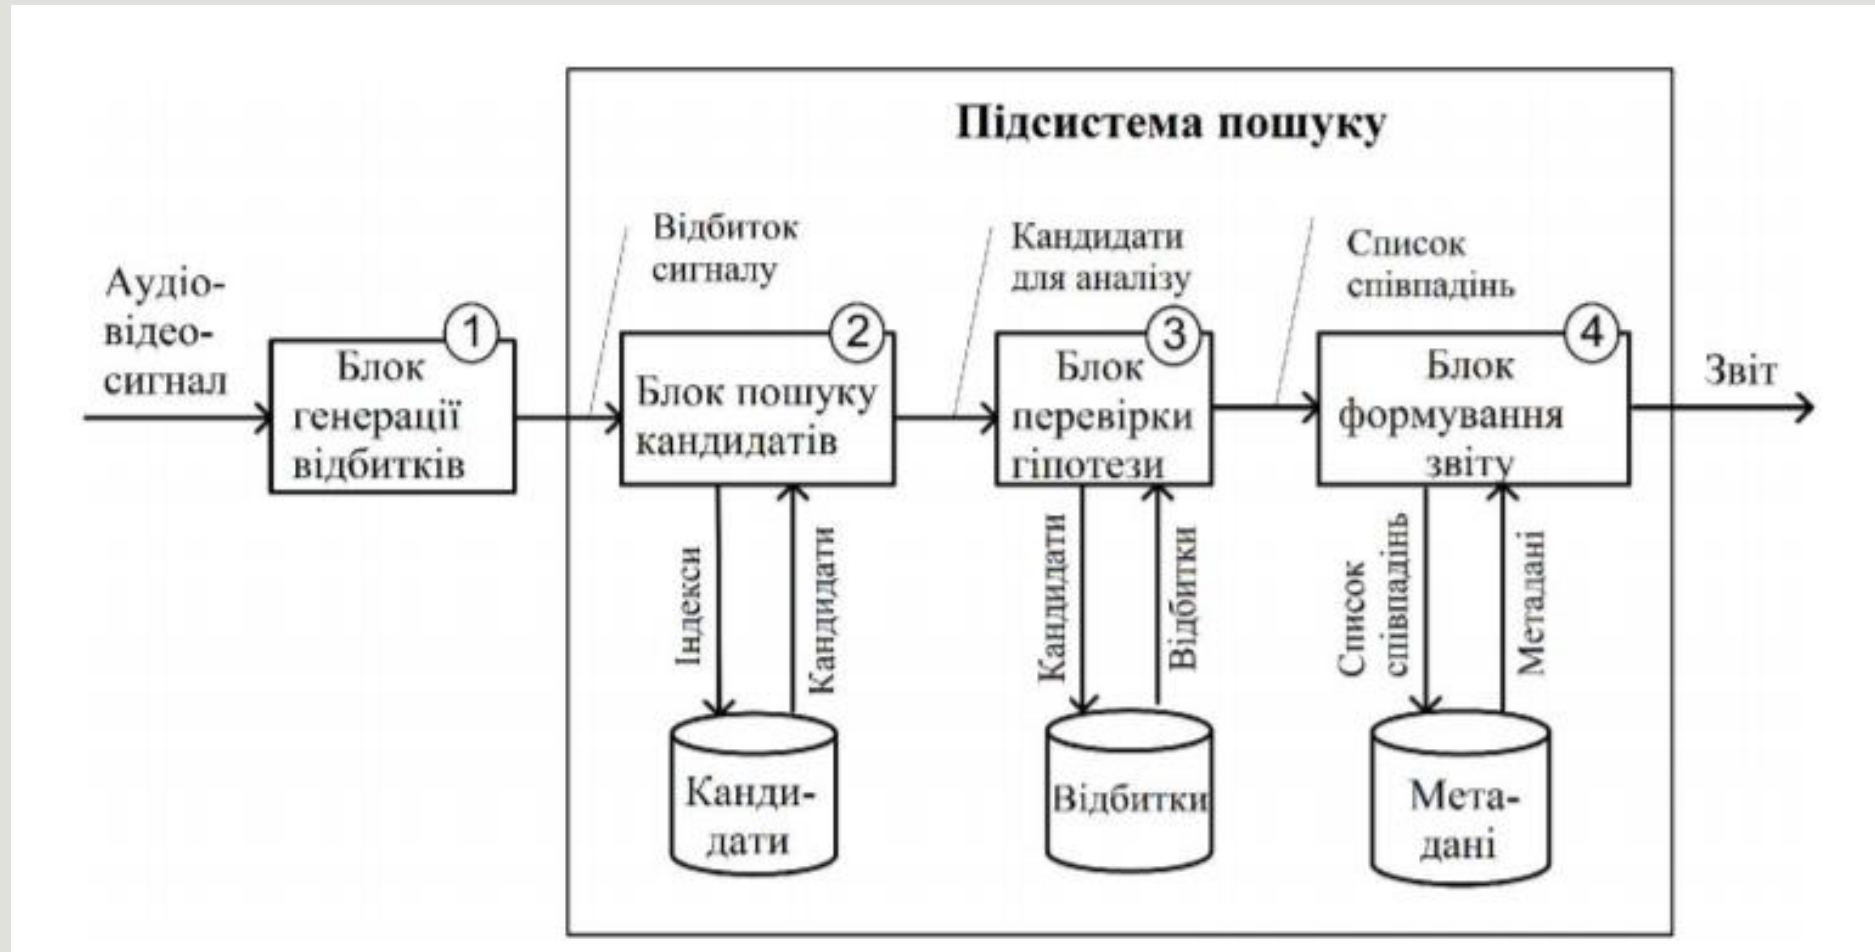 Підсистема пошуку
Аудіо-
відео-
сигнал
1
Блок
генерації
відбитків
Відбиток
сигналу
2
Блок пошуку
кандидатів
Кандидати
для аналізу
3
Блок
перевірки
гіпотези
Список
співпадінь
4
Блок
формування
звіту
Звіт
Індекси
Кандидати
Кандидати
Відбитки
Список
співпадінь
Метадані
Канди-
дати
Відбитки
Мета-
дані